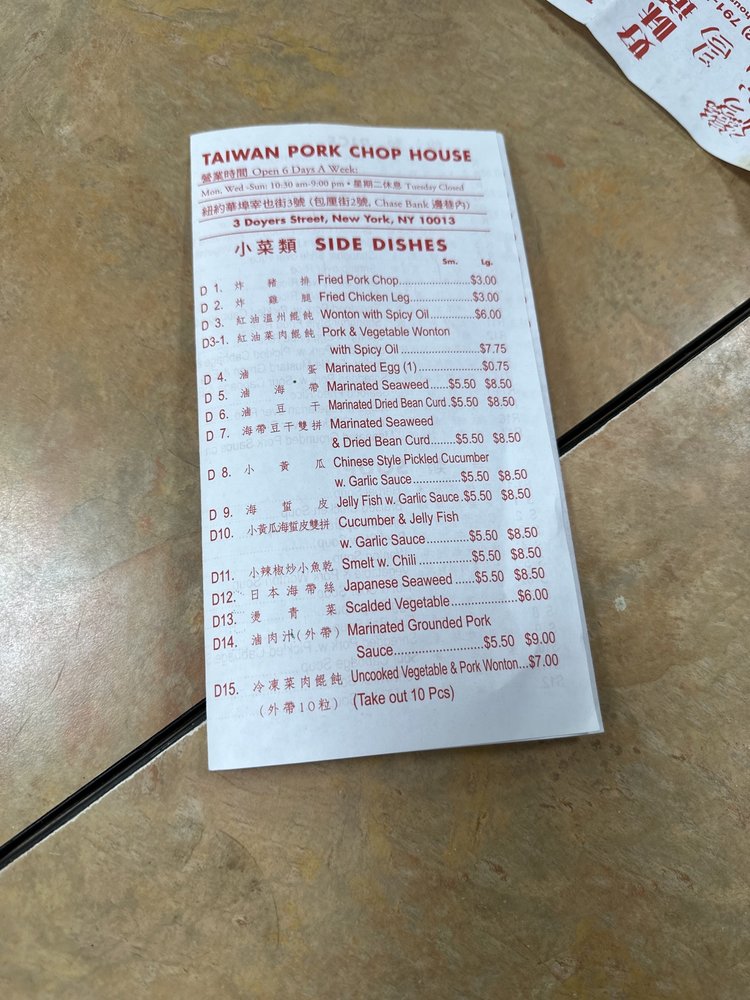 TAIWAN PORK CHOP HOUSE
營業時間 Open 6 Days A Week:
Mon, Wed -Sun: 10:30 am-9:00 pm • 星期二休息 Tuesday Closed
紐約華埠宰也街3號 (包厘街2號, Chase Bank 邊巷內)
3 Doyers Street, New York, NY 10013
小菜類 SIDE DISHES
Sm. Lg.
D 1. 炸豬排 Fried Pork Chop.....................$3.00
D 2. 炸雞腿 Fried Chicken Leg..................$3.00
D 3. 紅油溫州餛飩 Wonton with Spicy Oil .............$6.00
D3-1. 紅油菜肉餛飩 Pork & Vegetable Wonton
with Spicy Oil .......................$7.75
D 4. 滷蛋 Marinated Egg (1).....................$0.75
D 5. 滷海帶 Marinated Seaweed......$5.50 $8.50
D 6. 滷豆干 Marinated Dried Bean Curd .$5.50 $8.50
D 7. 海帶豆干雙拼 Marinated Seaweed
& Dried Bean Curd........$5.50 $8.50
D 8. 小黃瓜 Chinese Style Pickled Cucumber
w. Garlic Sauce..............$5.50 $8.50
D 9. 海蜇皮 Jelly Fish w. Garlic Sauce .$5.50 $8.50
D10. 小黃瓜海蜇皮雙拼 Cucumber & Jelly Fish
w. Garlic Sauce............$5.50 $8.50
D11. 小辣椒炒小魚乾 Smelt w. Chili ...............$5.50 $8.50
D12. 日本海帶絲 Japanese Seaweed ......$5.50 $8.50
D13. 燙青菜 Scalded Vegetable...................$6.00
D14. 滷肉汁(外帶) Marinated Grounded Pork
Sauce.........................$5.50 $9.00
D15. 冷凍菜肉餛飩 Uncooked Vegetable & Pork Wonton...$7.00
(外帶10粒) (Take out 10 Pcs)
好味道
791-